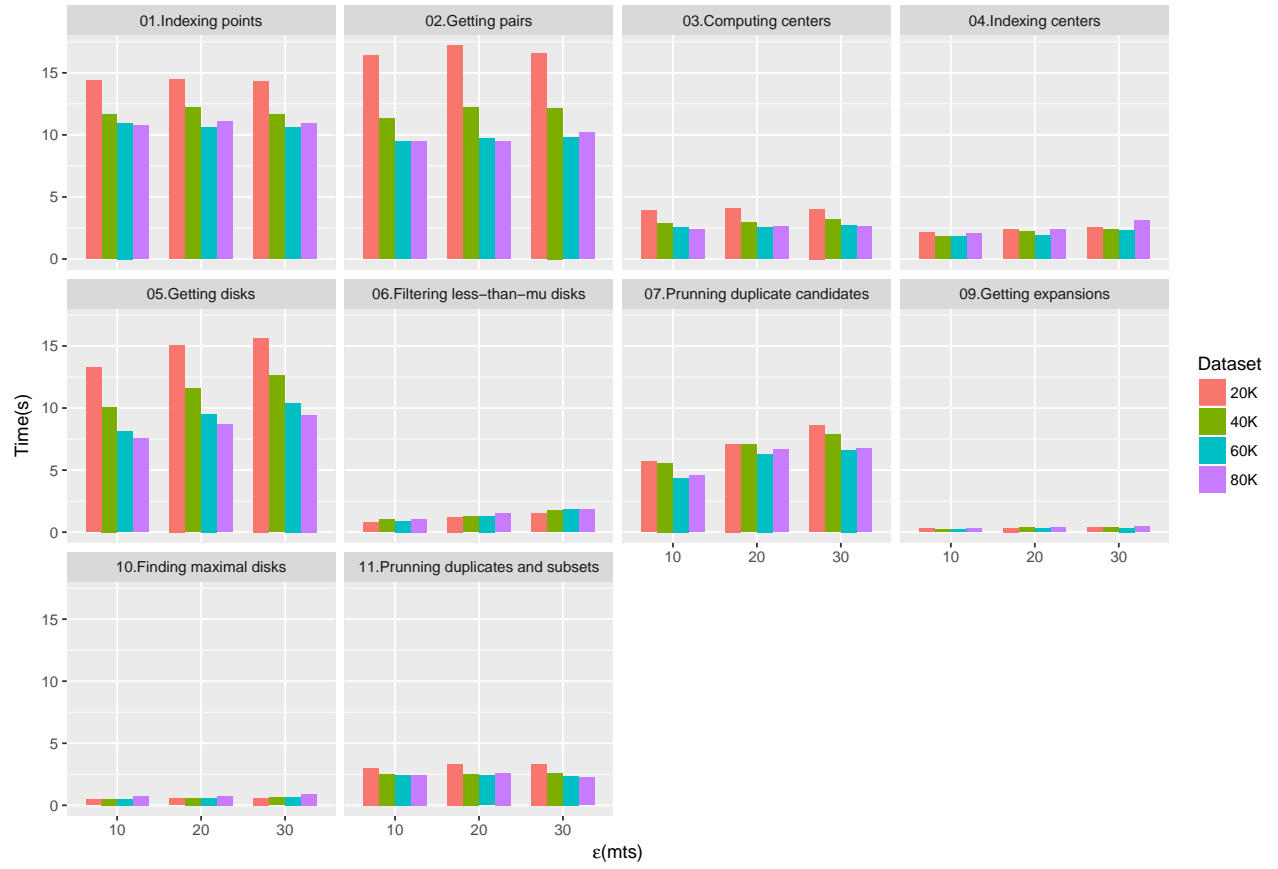 01.Indexing points
02.Getting pairs
03.Computing centers
04.Indexing centers
15
10
5
0
05.Getting disks
06.Filtering less−than−mu disks
07.Prunning duplicate candidates
09.Getting expansions
15
10
5
0
10 20 30
10 20 30
10.Finding maximal disks
11.Prunning duplicates and subsets
15
10
5
0
10 20 30
10 20 30
Time(s)
ε(mts)
Dataset
20K
40K
60K
80K